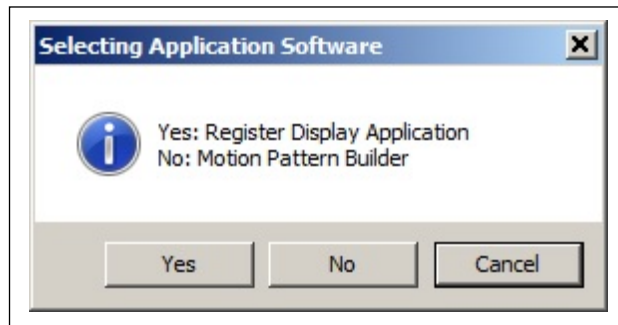 Selecting Application Software
Yes: Register Display Application
No: Motion Pattern Builder
Yes No Cancel